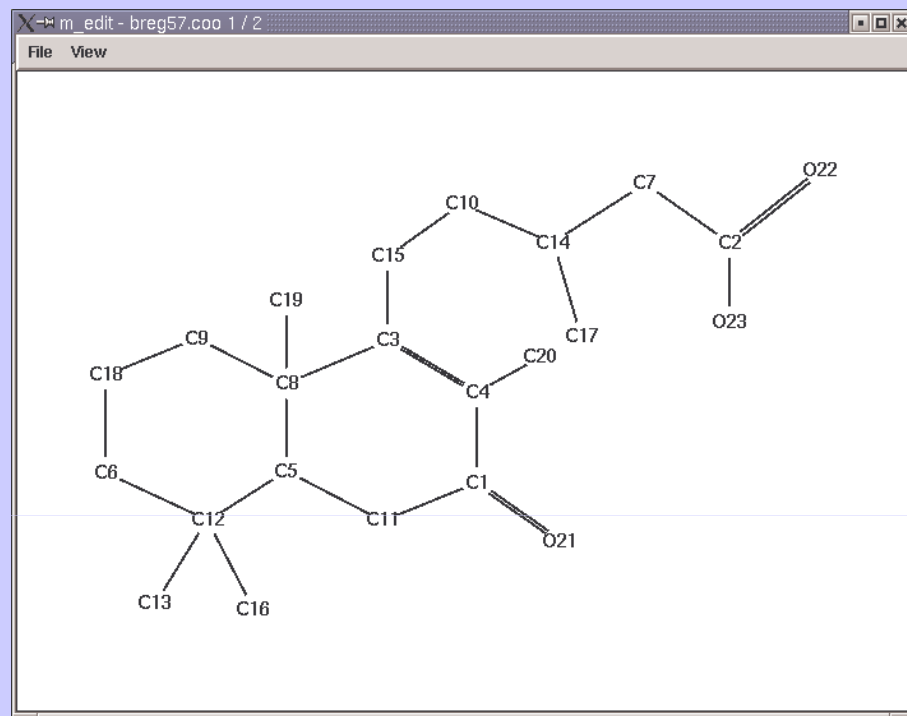 m_edit - breg57.coo 1 / 2
File View
O22
C7
C10
C14
C2
C15
C19
O23
C17
C9
C3
C20
C18
C8
C4
C6
C5
C1
C12
C11
O21
C13
C16